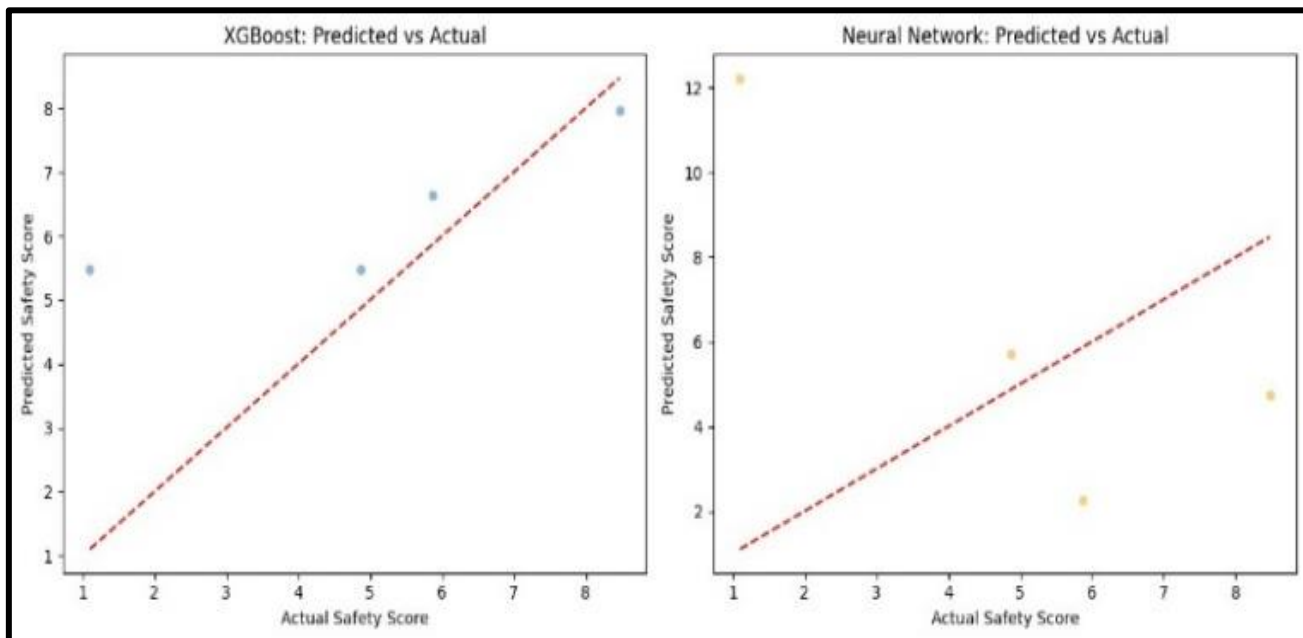 XGBoost: Predicted vs Actual
Predicted Safety Score
8
7
6
5
4
3
2
1
1 2 3 4 5 6 7 8
Actual Safety Score
Neural Network: Predicted vs Actual
Predicted Safety Score
12
10
8
6
4
2
1 2 3 4 5 6 7 8
Actual Safety Score